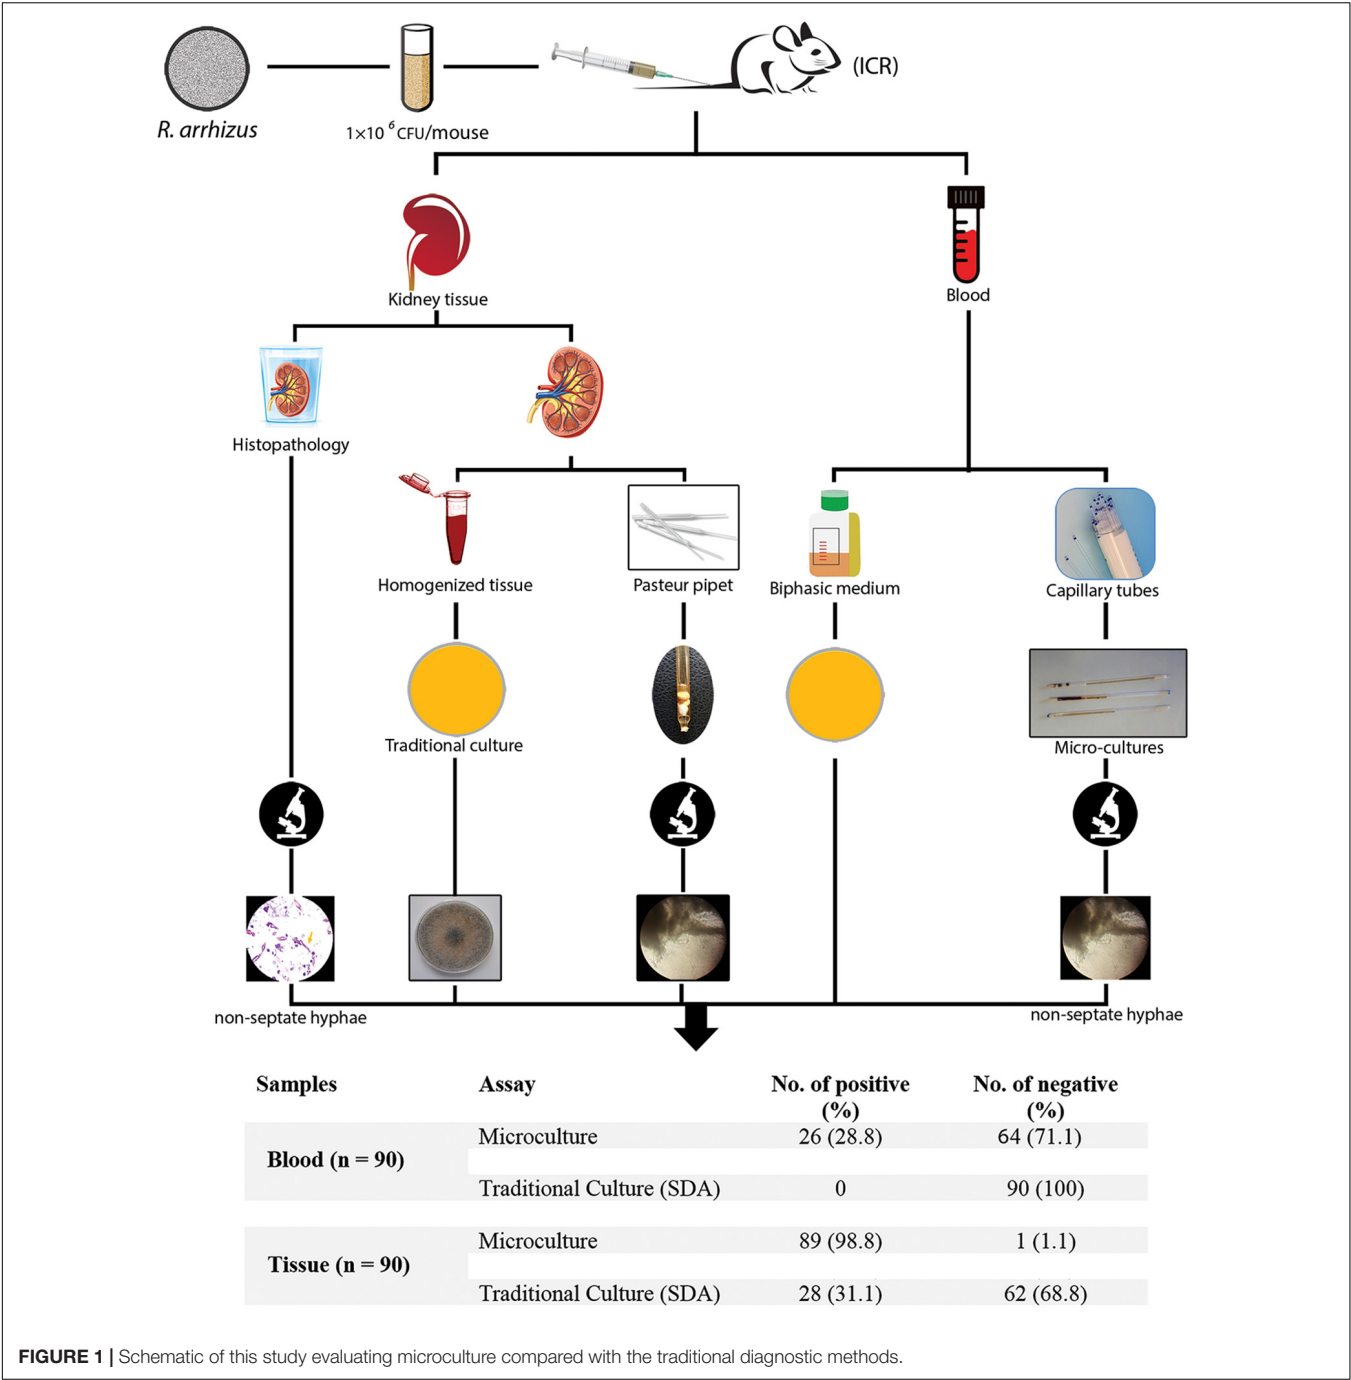 R. arrhizus
1×10 6 CFU/mouse
(ICR)
Kidney tissue
Blood
Histopathology
Homogenized tissue
Pasteur pipet
Biphasic medium
Capillary tubes
Traditional culture
Micro-cultures
non-septate hyphae
non-septate hyphae
Samples Assay No. of positive No. of negative
(%) (%)
Microculture 26 (28.8) 64 (71.1)
Blood (n = 90)
Traditional Culture (SDA) 0 90 (100)
Microculture 89 (98.8) 1 (1.1)
Tissue (n = 90)
Traditional Culture (SDA) 28 (31.1) 62 (68.8)
FIGURE 1 | Schematic of this study evaluating microculture compared with the traditional diagnostic methods.